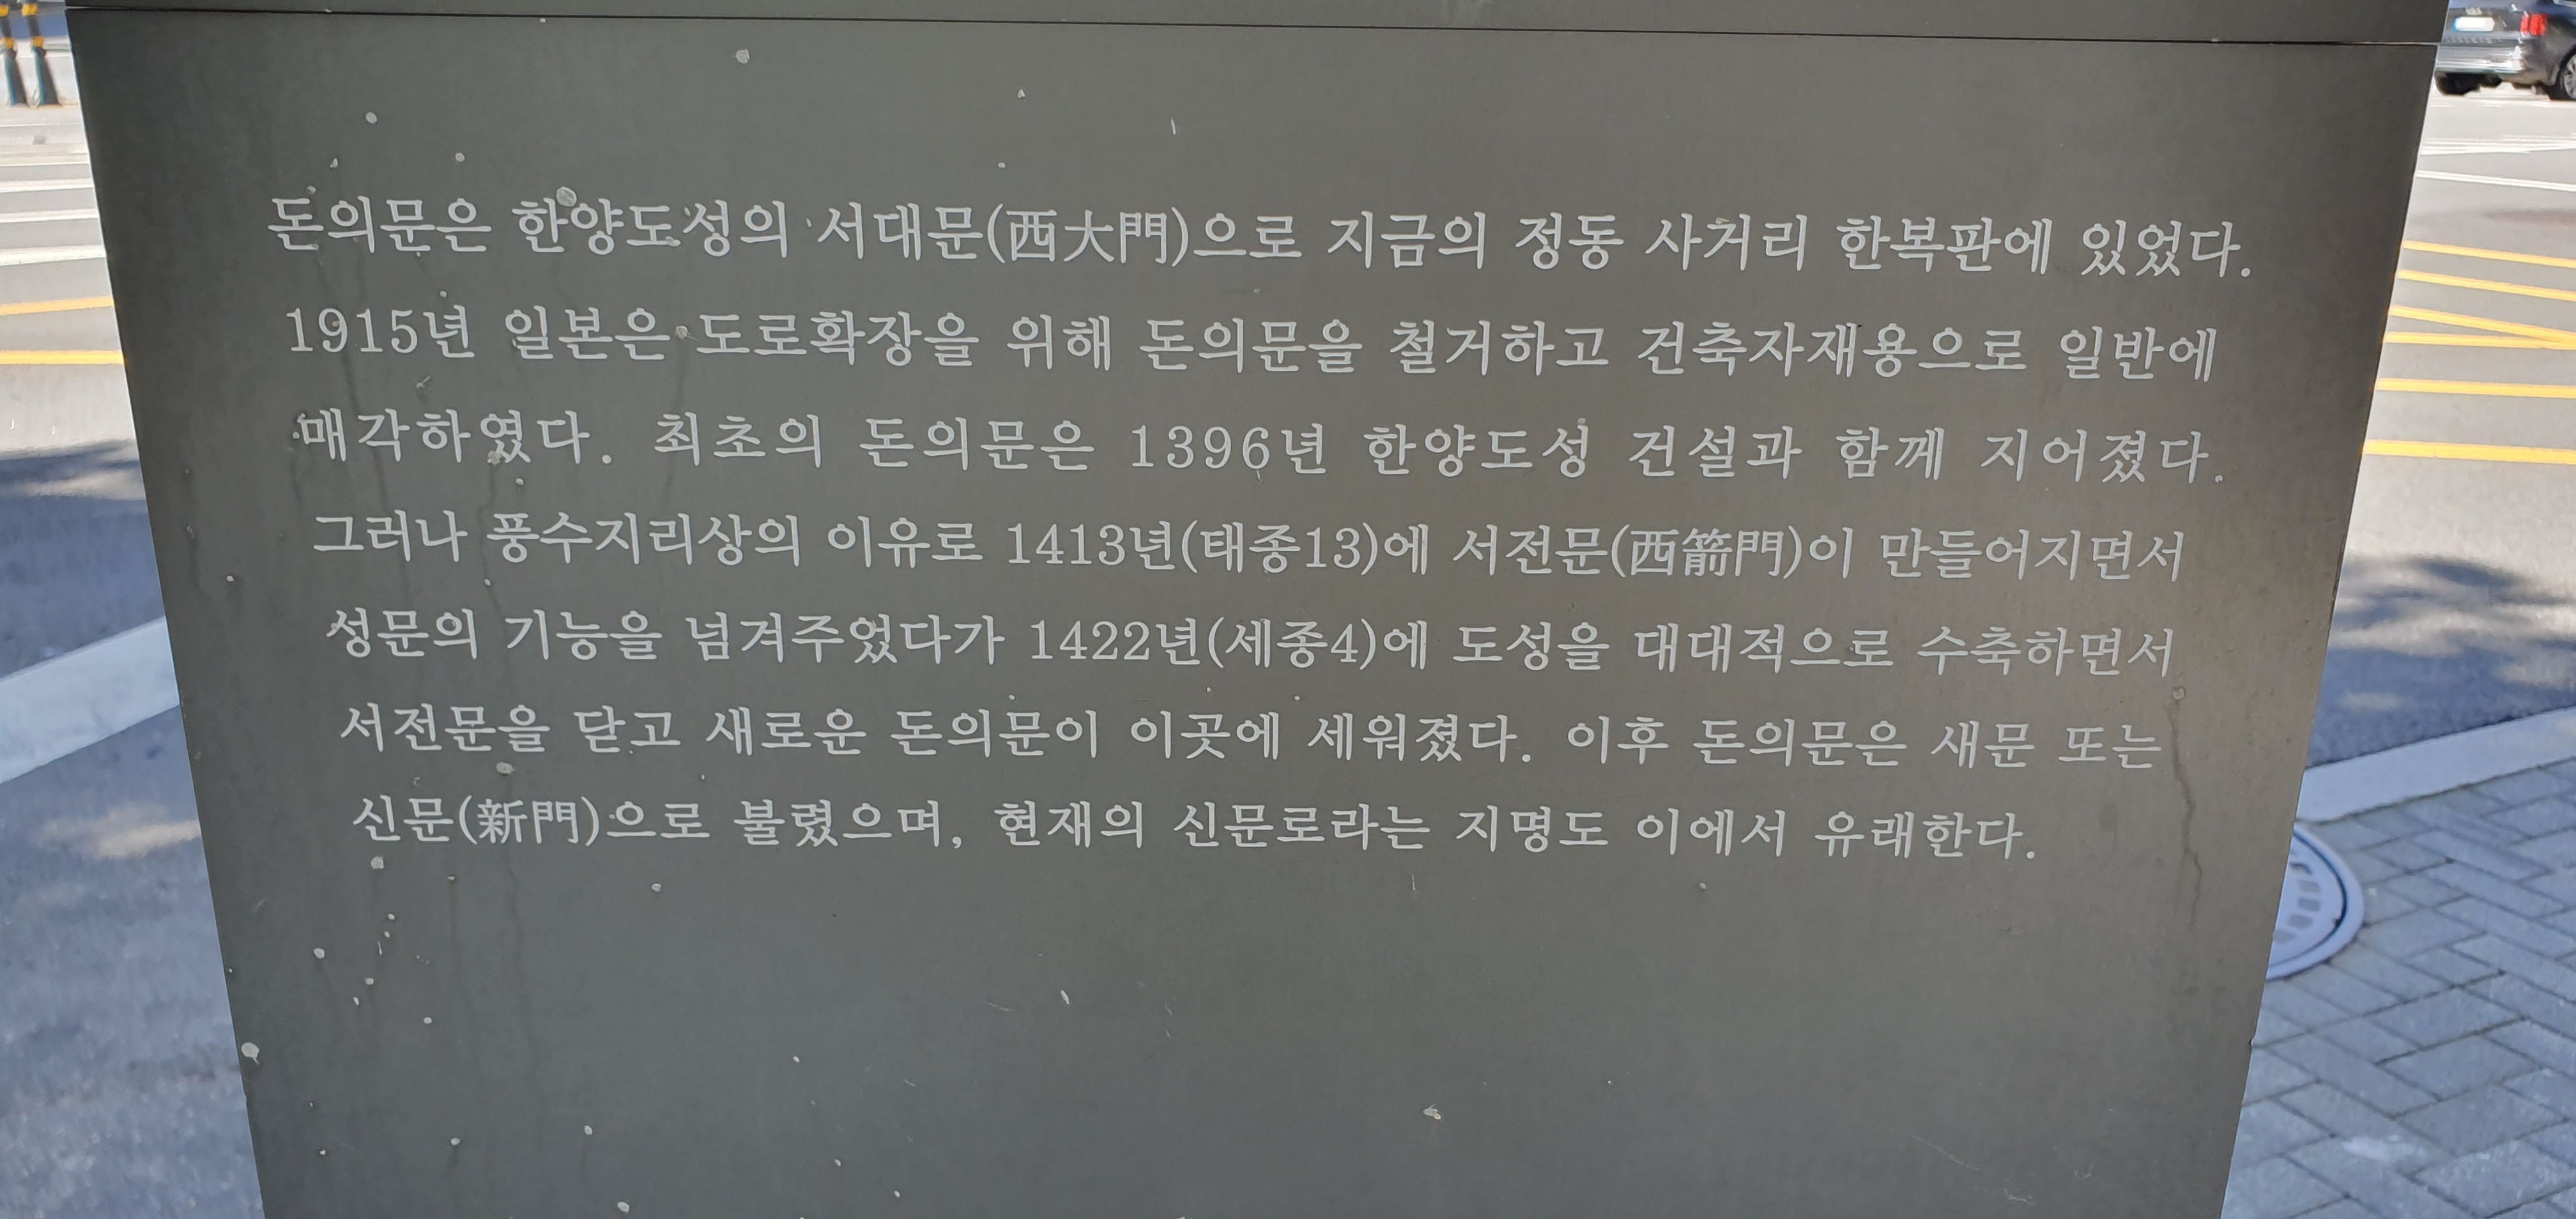 돈의문은 한양도성의 서대문(西大門)으로 지금의 정동 사거리 한복판에 있었다.
1915년 일본은 도로확장을 위해 돈의문을 철거하고 건축자재용으로 일반에
매각하였다. 최초의 돈의문은 1396년 한양도성 건설과 함께 지어졌다.
그러나 풍수지리상의 이유로 1413년(태종13)에 서전문(西箭門)이 만들어지면서
성문의 기능을 넘겨주었다가 1422년(세종4)에 도성을 대대적으로 수축하면서
서전문을 닫고 새로운 돈의문이 이곳에 세워졌다. 이후 돈의문은 새문 또는
신문(新門)으로 불렸으며, 현재의 신문로라는 지명도 이에서 유래한다.